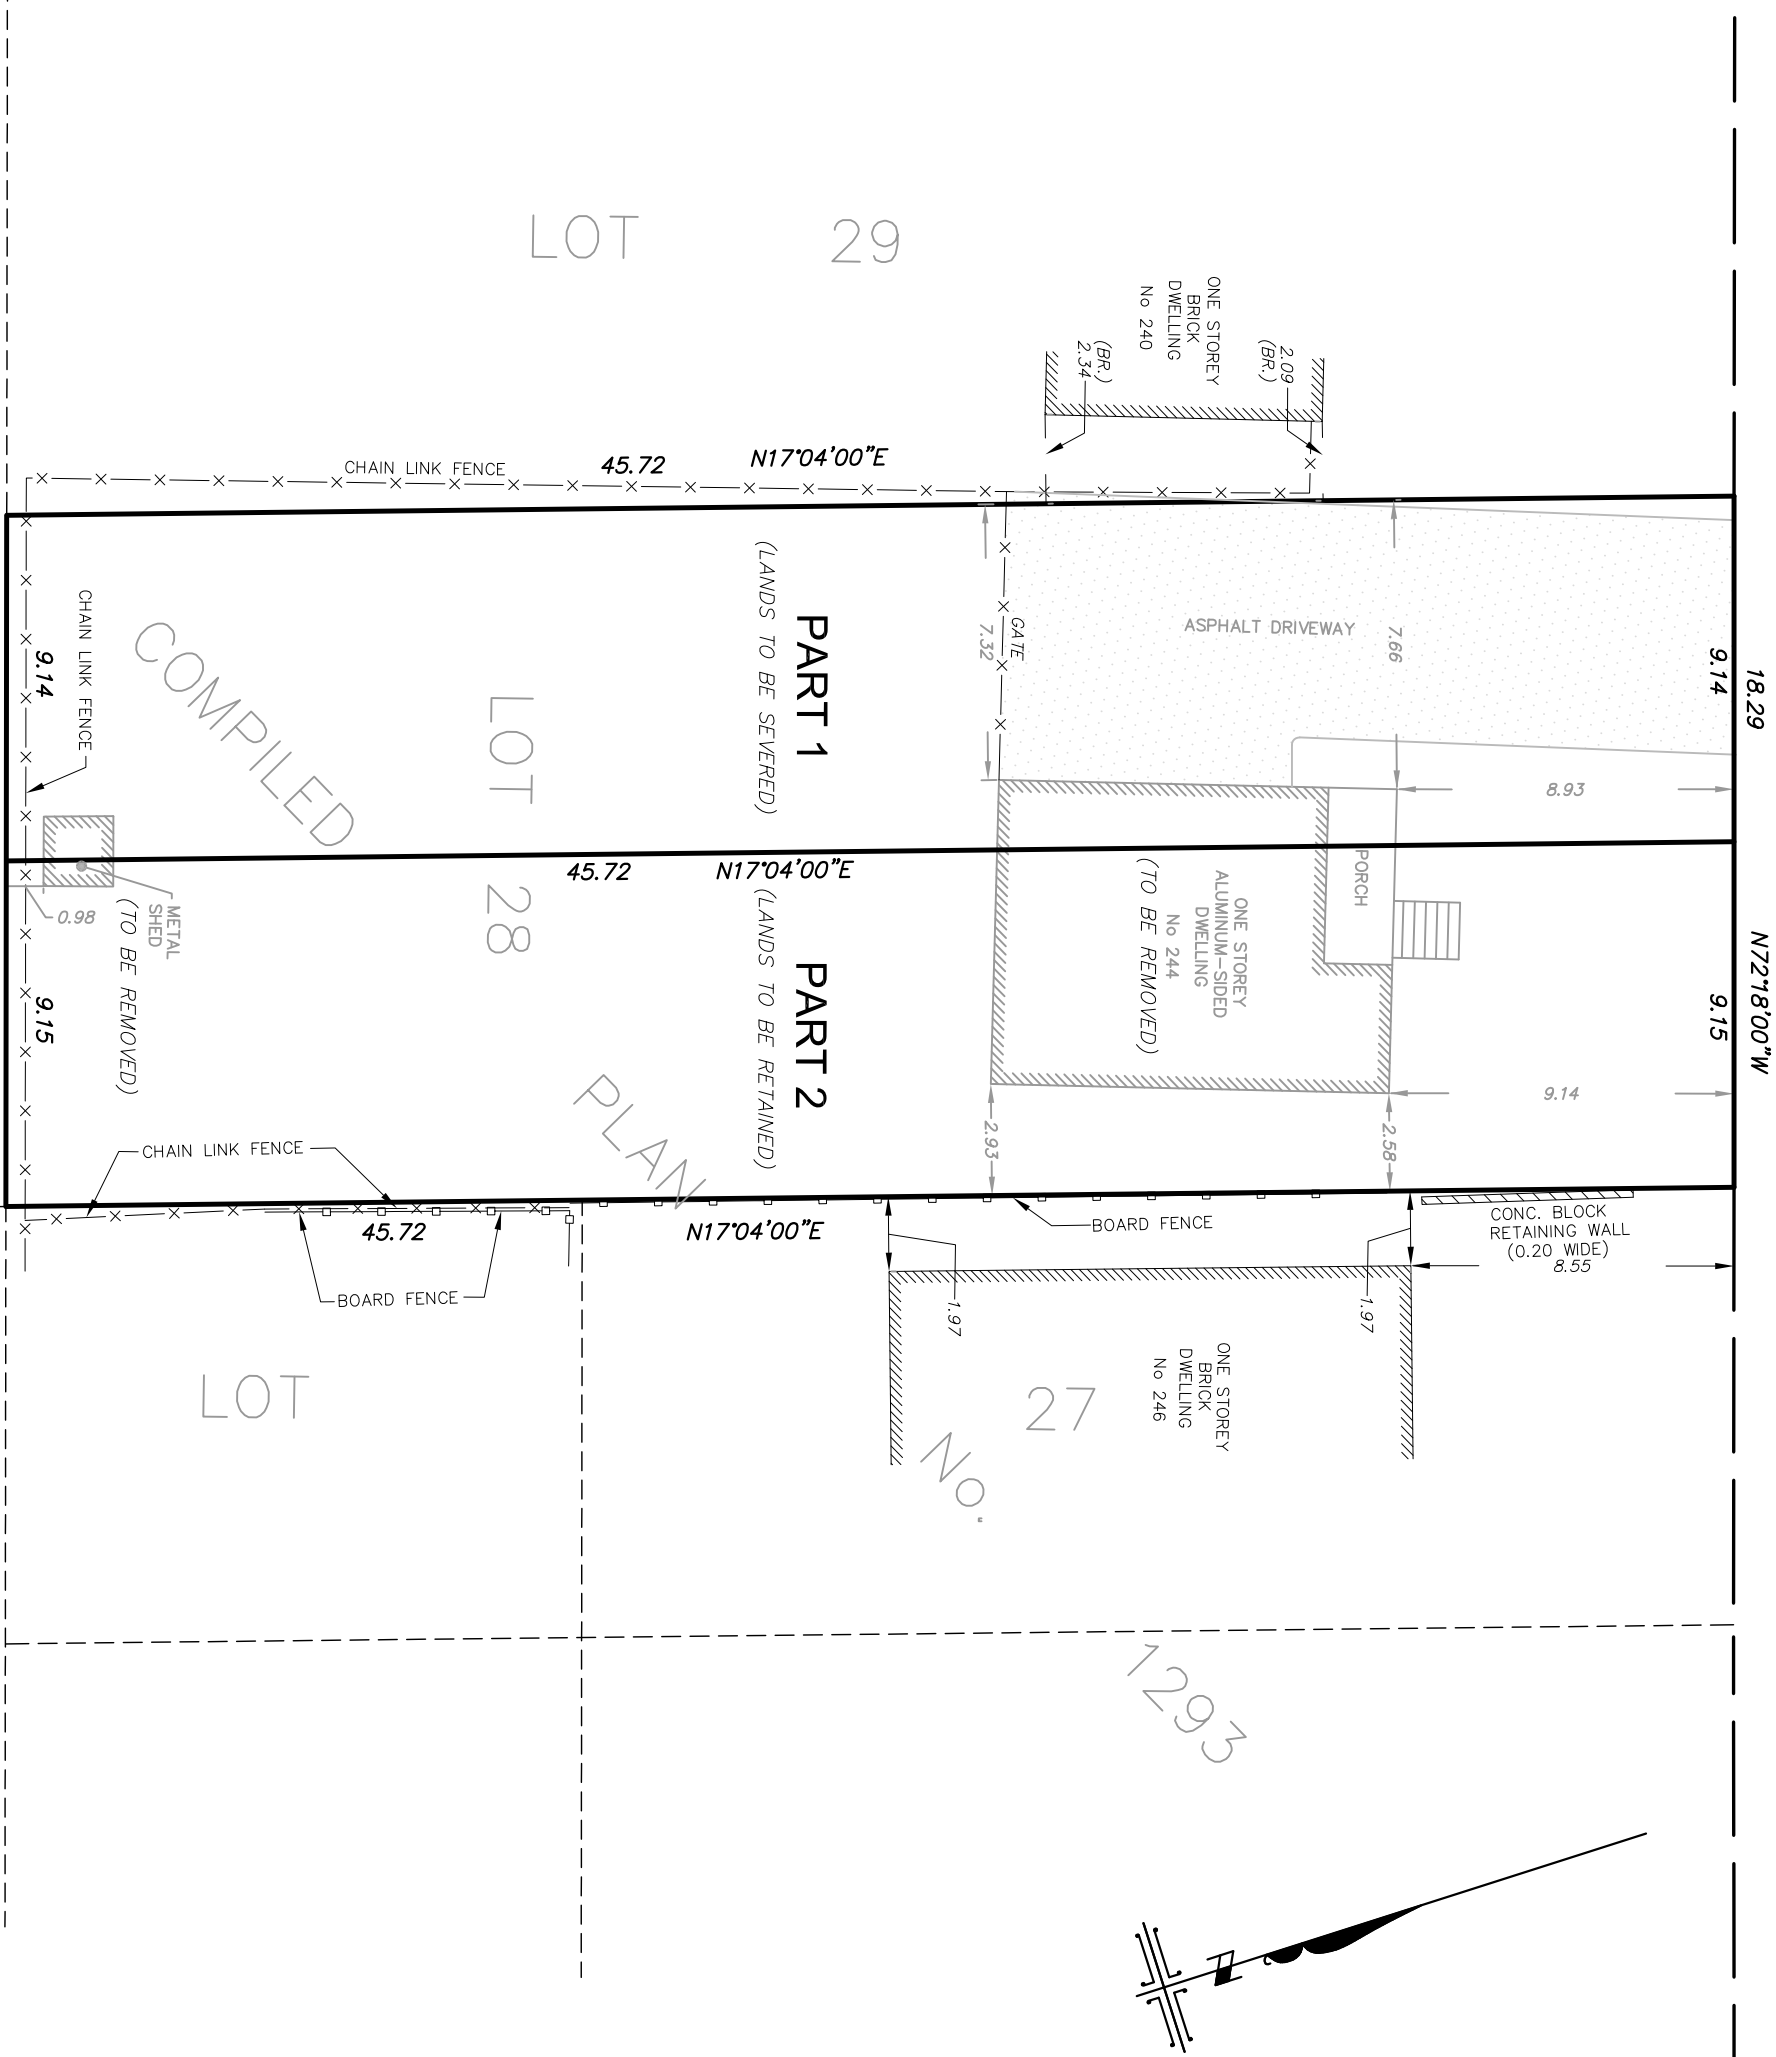 LOT 29
ONE STOREY
BRICK
DWELLING
No 240
2.09
(BR.)
(BR.)
2.34
CHAIN LINK FENCE
45.72
N17°04'00"E
PART 1
(LANDS TO BE SEVERED)
GATE
7.32
ASPHALT DRIVEWAY
7.66
9.14
18.29
8.93
CHAIN LINK FENCE
9.14
COMPILED
LOT 28
45.72
N17°04'00"E
PORCH
ONE STOREY
ALUMINUM-SIDED
DWELLING
No 244
(TO BE REMOVED)
METAL
SHED
(TO BE REMOVED)
0.98
9.15
PART 2
(LANDS TO BE RETAINED)
9.15
N72°18'00"W
9.14
2.93
2.58
PLAN
CHAIN LINK FENCE
45.72
N17°04'00"E
BOARD FENCE
BOARD FENCE
CONC. BLOCK
RETAINING WALL
(0.20 WIDE)
8.55
1.97
1.97
ONE STOREY
BRICK
DWELLING
No 246
LOT 27
No.
1293
N